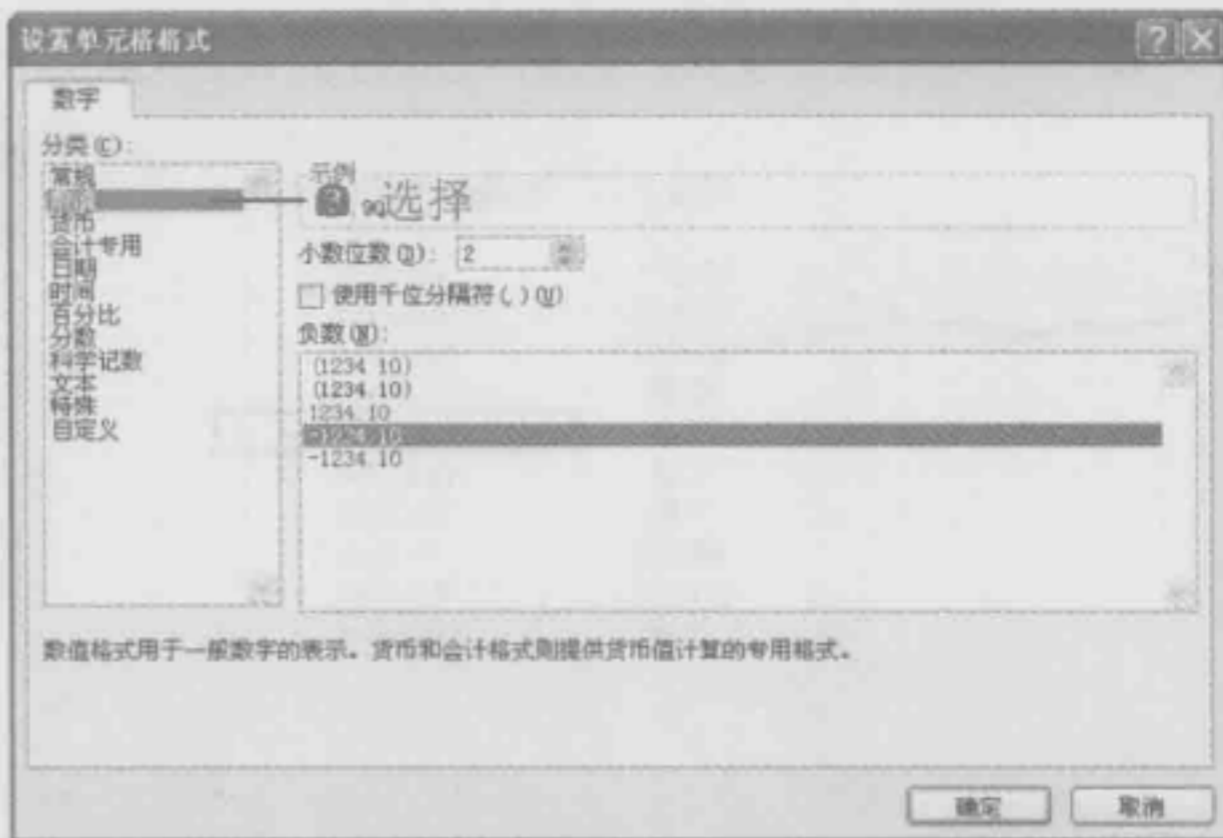 设置单元格格式
数字
分类(C):
常规
货币
会计专用
日期
时间
百分比
分数
科学记数
文本
特殊
自定义
示例
90选择
小数位数(D): 2
使用千位分隔符(,)(U)
负数(N):
(1234.10)
(1234.10)
1234.10
-1234.10
-1234.10
数值格式用于一般数字的表示。货币和会计格式则提供货币值计算的专用格式。
确定
取消